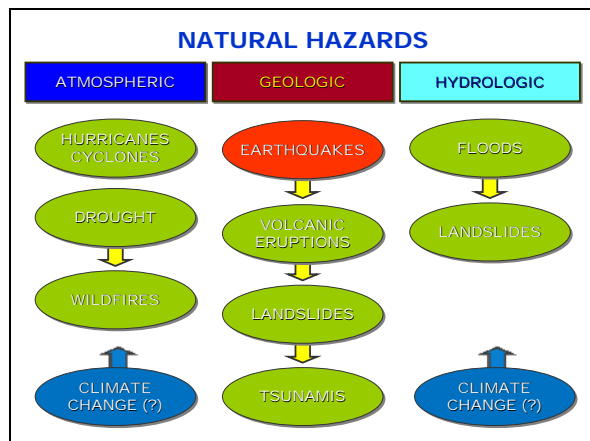 NATURAL HAZARDS
ATMOSPHERIC
GEOLOGIC
HYDROLOGIC
HURRICANES
CYCLONES
EARTHQUAKES
FLOODS
DROUGHT
VOLCANIC
ERUPTIONS
LANDSLIDES
WILDFIRES
LANDSLIDES
CLIMATE
CHANGE (?)
TSUNAMIS
CLIMATE
CHANGE (?)